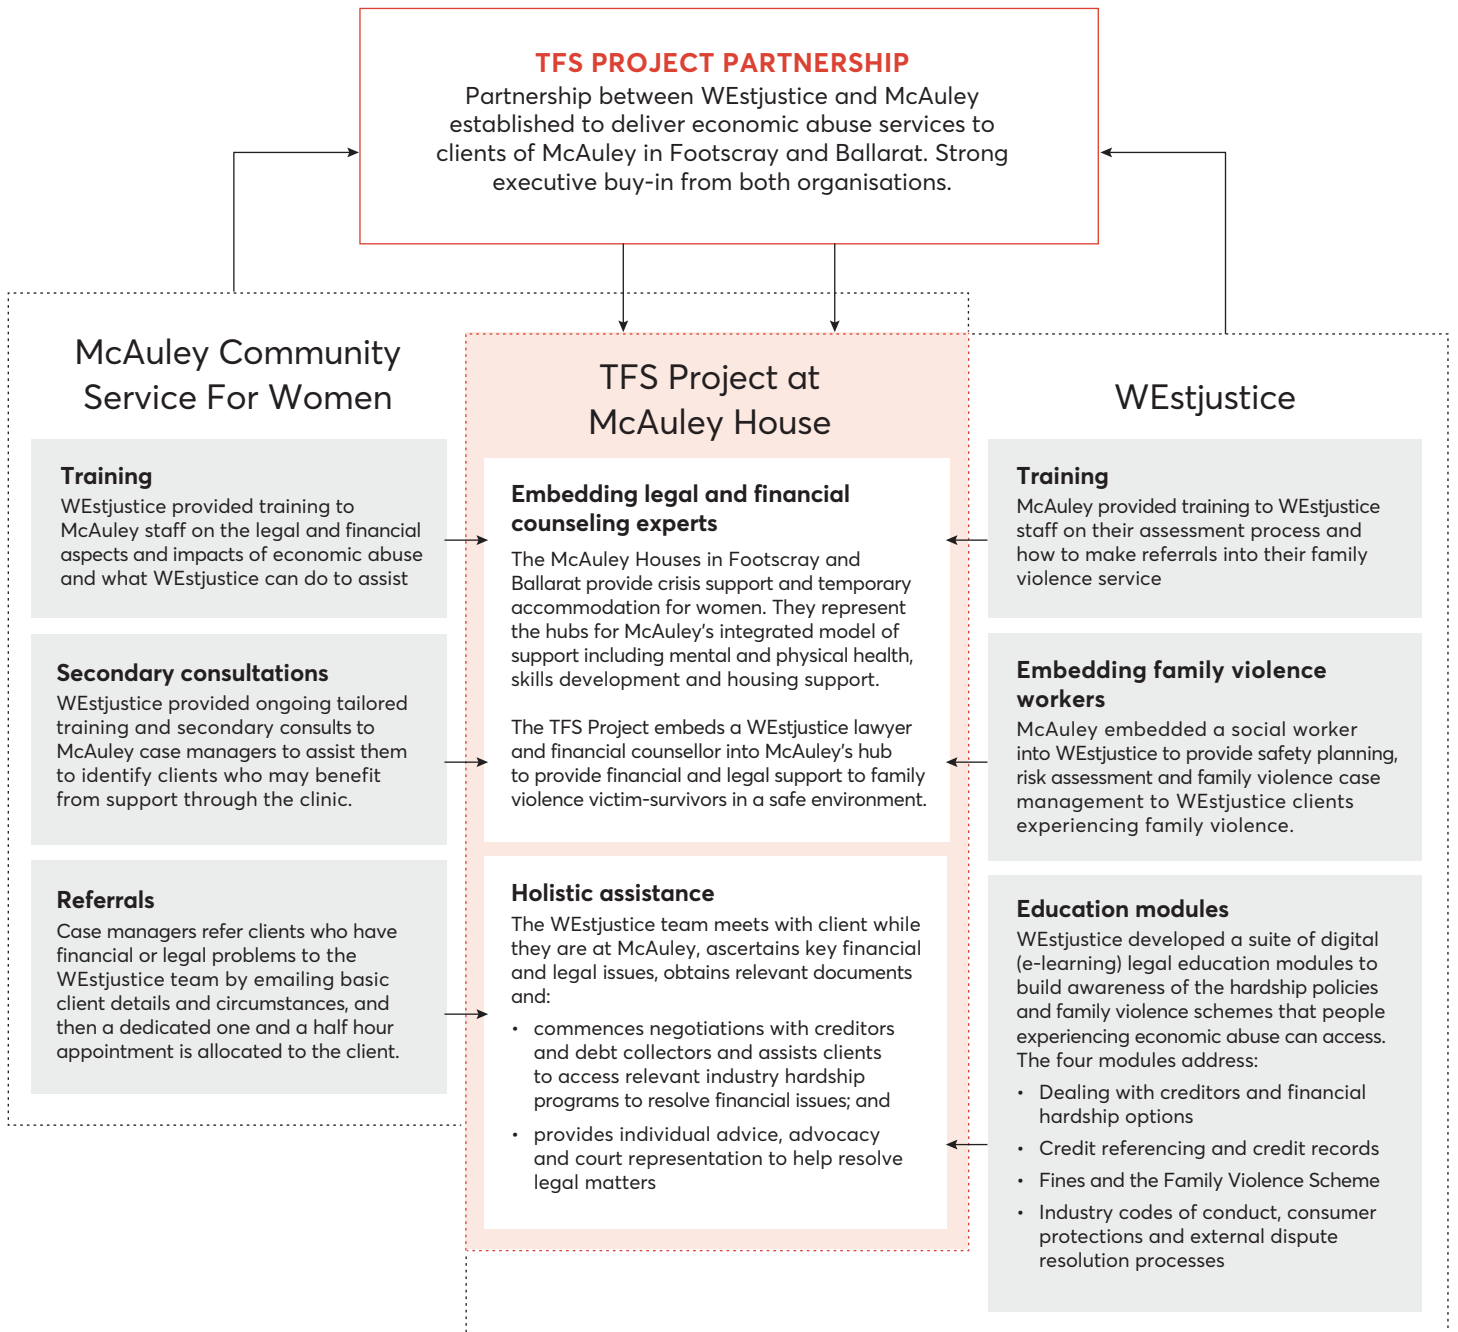 TFS PROJECT PARTNERSHIP
Partnership between WEstjustice and McAuley
established to deliver economic abuse services to
clients of McAuley in Footscray and Ballarat. Strong
executive buy-in from both organisations.
McAuley Community
Service For Women
Training
WEstjustice provided training to
McAuley staff on the legal and financial
aspects and impacts of economic abuse
and what WEstjustice can do to assist
Secondary consultations
WEstjustice provided ongoing tailored
training and secondary consults to
McAuley case managers to assist them
to identify clients who may benefit
from support through the clinic.
Referrals
Case managers refer clients who have
financial or legal problems to the
WEstjustice team by emailing basic
client details and circumstances, and
then a dedicated one and a half hour
appointment is allocated to the client.
TFS Project at
McAuley House
Embedding legal and financial
counseling experts
The McAuley Houses in Footscray and
Ballarat provide crisis support and temporary
accommodation for women. They represent
the hubs for McAuley's integrated model of
support including mental and physical health,
skills development and housing support.
The TFS Project embeds a WEstjustice lawyer
and financial counsellor into McAuley's hub
to provide financial and legal support to family
violence victim-survivors in a safe environment.
Holistic assistance
The WEstjustice team meets with client while
they are at McAuley, ascertains key financial
and legal issues, obtains relevant documents
and:
• commences negotiations with creditors
and debt collectors and assists clients
to access relevant industry hardship
programs to resolve financial issues; and
• provides individual advice, advocacy
and court representation to help resolve
legal matters
WEstjustice
Training
McAuley provided training to WEstjustice
staff on their assessment process and
how to make referrals into their family
violence service
Embedding family violence
workers
McAuley embedded a social worker
into WEstjustice to provide safety planning,
risk assessment and family violence case
management to WEstjustice clients
experiencing family violence.
Education modules
WEstjustice developed a suite of digital
(e-learning) legal education modules to
build awareness of the hardship policies
and family violence schemes that people
experiencing economic abuse can access.
The four modules address:
• Dealing with creditors and financial
hardship options
• Credit referencing and credit records
• Fines and the Family Violence Scheme
• Industry codes of conduct, consumer
protections and external dispute
resolution processes